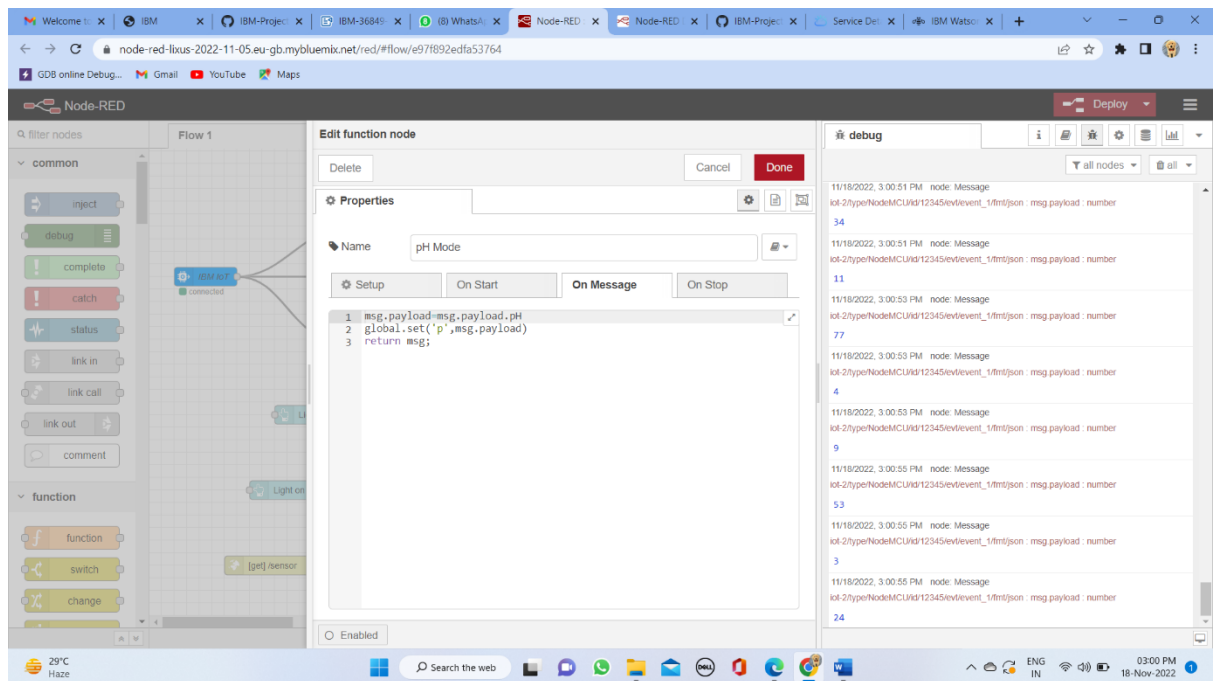 Welcome to
IBM
IBM-Project
IBM-36849-
(8) WhatsAp
Node-RED
Node-RED
IBM-Project
Service Det
IBM Watson
node-red-lixus-2022-11-05.eu-gb.mybluemix.net/red/#flow/e97f892edfa53764
GDB online Debug...
Gmail
YouTube
Maps
Node-RED
Deploy
filter nodes
Flow 1
Edit function node
debug
common
Delete
Cancel
Done
all nodes
all
inject
debug
complete
catch
status
link in
link call
link out
comment
function
function
switch
change
IBM IoT
connected
Li
Light on
[get] /sensor
Properties
Name
pH Mode
Setup
On Start
On Message
On Stop
1 msg.payload=msg.payload.pH
2 global.set('p',msg.payload)
3 return msg;
Enabled
11/18/2022, 3:00:51 PM node: Message
iot-2/type/NodeMCU/id/12345/evt/event_1/fmt/json : msg.payload : number
34
11/18/2022, 3:00:51 PM node: Message
iot-2/type/NodeMCU/id/12345/evt/event_1/fmt/json : msg.payload : number
11
11/18/2022, 3:00:53 PM node: Message
iot-2/type/NodeMCU/id/12345/evt/event_1/fmt/json : msg.payload : number
77
11/18/2022, 3:00:53 PM node: Message
iot-2/type/NodeMCU/id/12345/evt/event_1/fmt/json : msg.payload : number
4
11/18/2022, 3:00:53 PM node: Message
iot-2/type/NodeMCU/id/12345/evt/event_1/fmt/json : msg.payload : number
9
11/18/2022, 3:00:55 PM node: Message
iot-2/type/NodeMCU/id/12345/evt/event_1/fmt/json : msg.payload : number
53
11/18/2022, 3:00:55 PM node: Message
iot-2/type/NodeMCU/id/12345/evt/event_1/fmt/json : msg.payload : number
3
11/18/2022, 3:00:55 PM node: Message
iot-2/type/NodeMCU/id/12345/evt/event_1/fmt/json : msg.payload : number
24
29°C
Haze
Search the web
DELL
ENG
IN
03:00 PM
18-Nov-2022
1